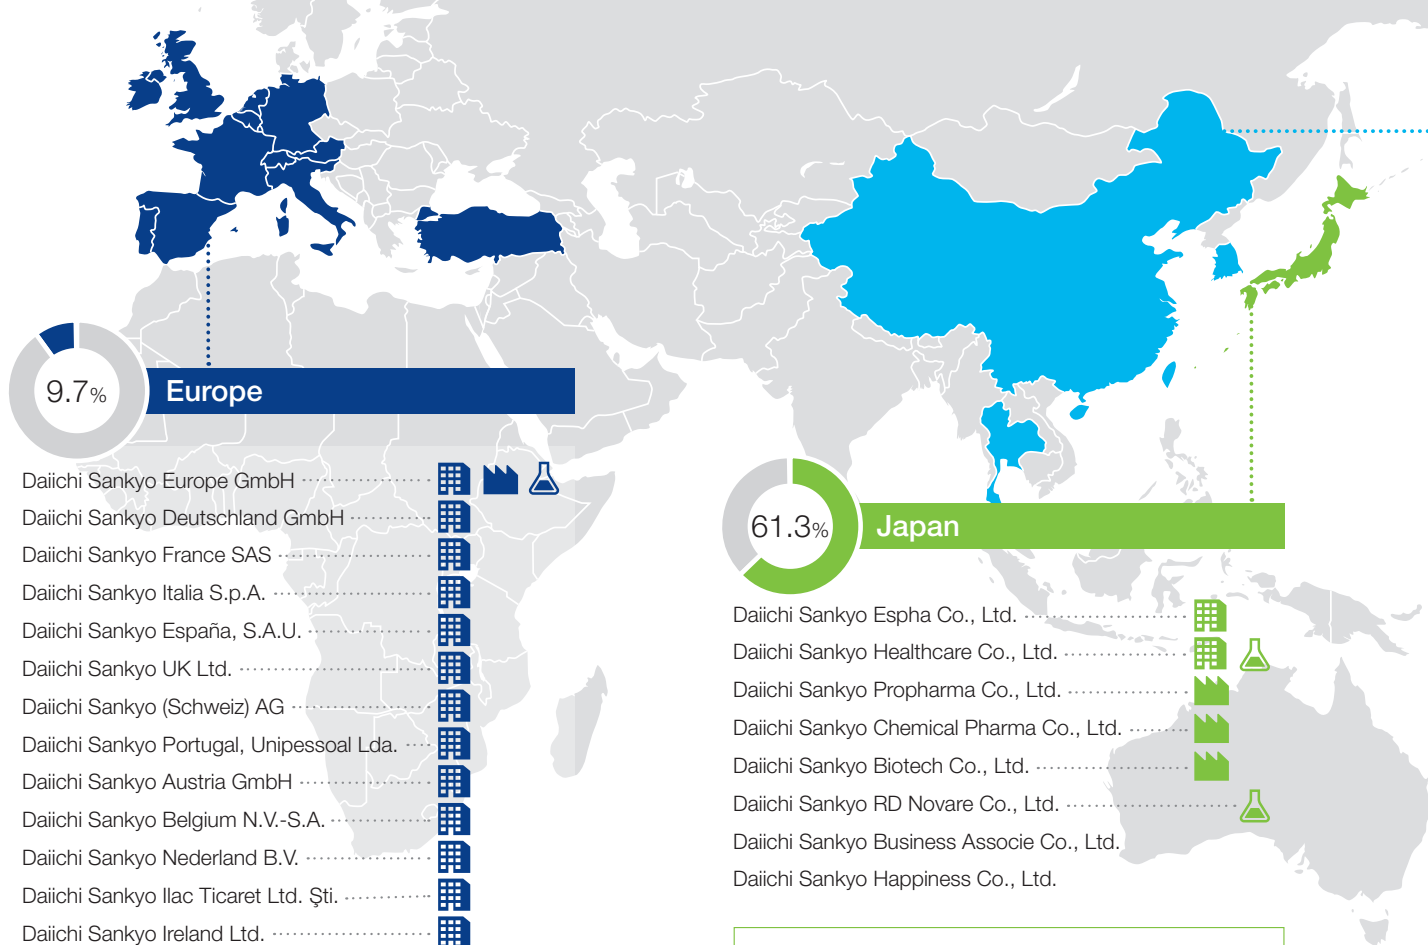 9.7%
Europe
Daiichi Sankyo Europe GmbH
Daiichi Sankyo Deutschland GmbH
Daiichi Sankyo France SAS
Daiichi Sankyo Italia S.p.A.
Daiichi Sankyo España, S.A.U.
Daiichi Sankyo UK Ltd.
Daiichi Sankyo (Schweiz) AG
Daiichi Sankyo Portugal, Unipessoal Lda.
Daiichi Sankyo Austria GmbH
Daiichi Sankyo Belgium N.V.-S.A.
Daiichi Sankyo Nederland B.V.
Daiichi Sankyo Ilac Ticaret Ltd. Şti.
Daiichi Sankyo Ireland Ltd.
61.3%
Japan
Daiichi Sankyo Espha Co., Ltd.
Daiichi Sankyo Healthcare Co., Ltd.
Daiichi Sankyo Propharma Co., Ltd.
Daiichi Sankyo Chemical Pharma Co., Ltd.
Daiichi Sankyo Biotech Co., Ltd.
Daiichi Sankyo RD Novare Co., Ltd.
Daiichi Sankyo Business Associe Co., Ltd.
Daiichi Sankyo Happiness Co., Ltd.